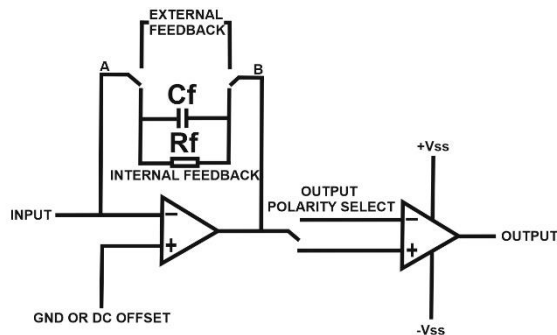 EXTERNAL
FEEDBACK
A
B
Cf
Rf
INTERNAL FEEDBACK
+Vss
OUTPUT
POLARITY SELECT
INPUT
−
+
−
+
OUTPUT
GND OR DC OFFSET
-Vss